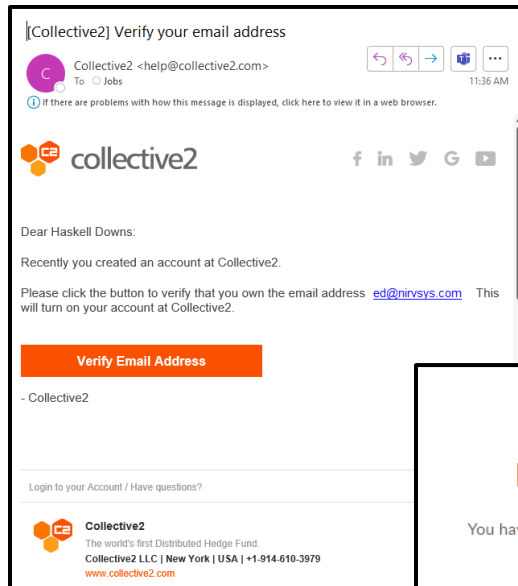 [Collective2] Verify your email address
C
Collective2 <help@collective2.com>
To Jobs
11:36 AM
If there are problems with how this message is displayed, click here to view it in a web browser.
C2 collective2
f in G
Dear Haskell Downs:
Recently you created an account at Collective2.
Please click the button to verify that you own the email address ed@nirvsys.com This
will turn on your account at Collective2.
Verify Email Address
- Collective2
Login to your Account / Have questions?
You hav
C2
Collective2
The world's first Distributed Hedge Fund.
Collective2 LLC | New York | USA | +1-914-610-3979
www.collective2.com